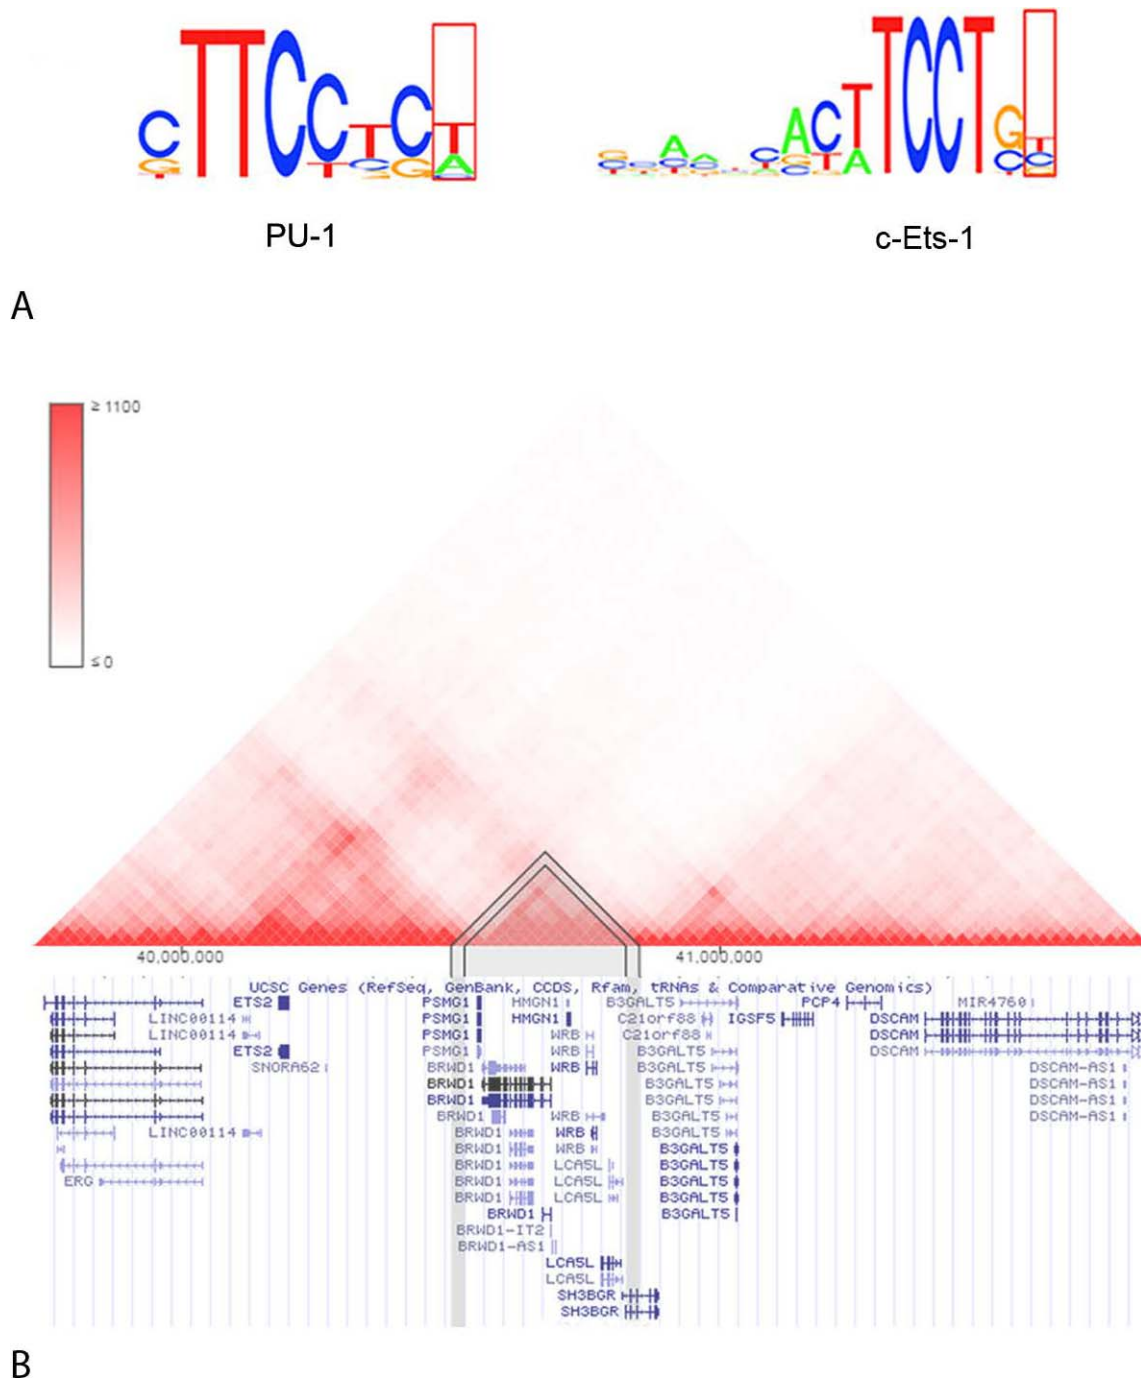 PU-1 c-Ets-1
A
≥ 1100
≤ 0
40,000,000 41,000,000
UCSC Genes (RefSeq, GenBank, CCDS, Rfam, tRNAs & Comparative Genomics)
ETS2 PSMG1 HMGN1 B3GALT5 PCP4 MIR4760
LINC00114 PSMG1 HMGN1 C21orf88 IGSF5 DSCAM
LINC00114 PSMG1 WRB C21orf88 DSCAM
ETS2 PSMG1 WRB B3GALT5 DSCAM
SNORA62 BRWD1 WRB B3GALT5 DSCAM-AS1
BRWD1 B3GALT5 DSCAM-AS1
BRWD1 B3GALT5 DSCAM-AS1
BRWD1 WRB B3GALT5 DSCAM-AS1
LINC00114 BRWD1 WRB B3GALT5
BRWD1 WRB B3GALT5
BRWD1 LCA5L B3GALT5
ERG BRWD1 LCA5L B3GALT5
BRWD1 LCA5L B3GALT5
BRWD1 B3GALT5
BRWD1-IT2
BRWD1-AS1
LCA5L
LCA5L
SH3BGR
SH3BGR
B